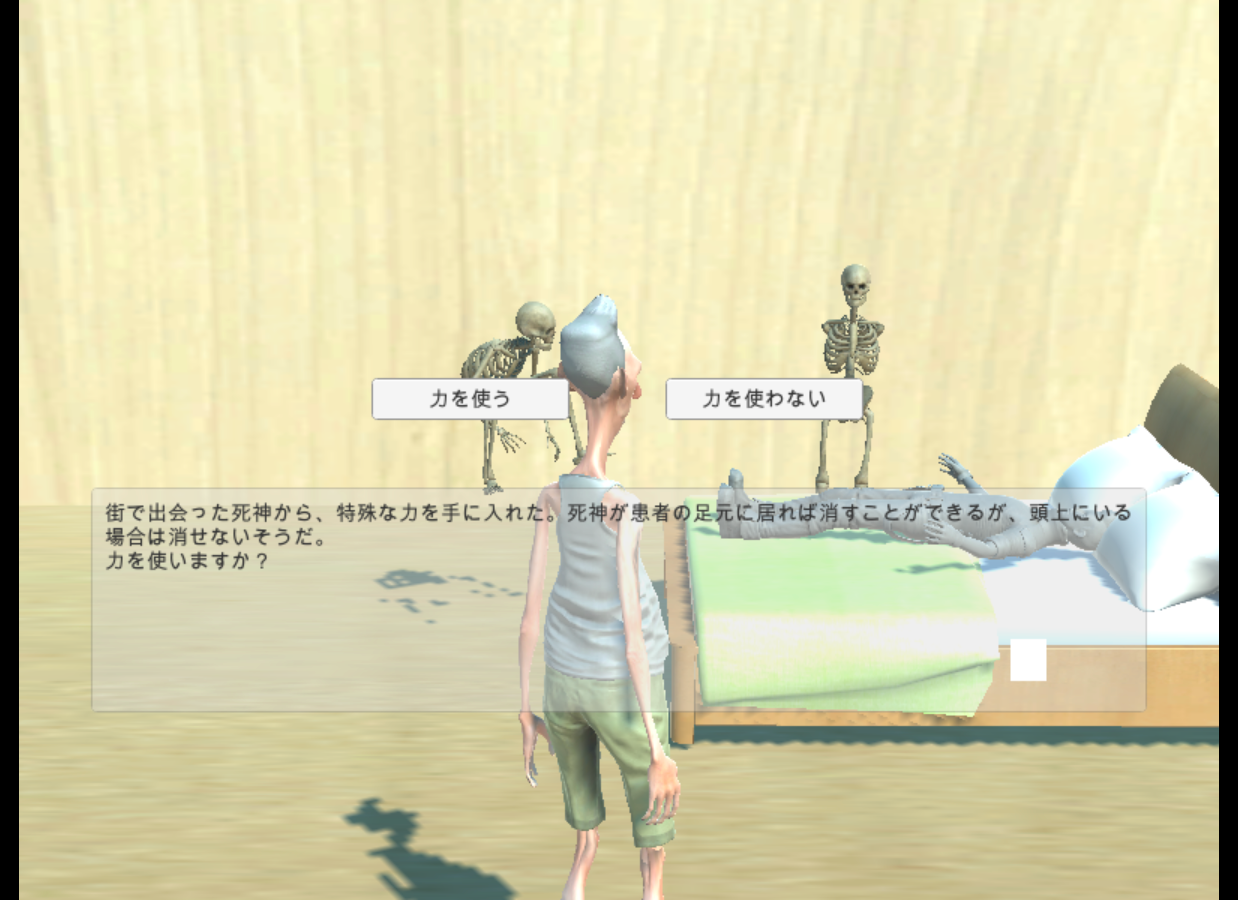 力を使う
力を使わない
街で出会った死神から、特殊な力を手に入れた。死神が患者の足元に居れば消すことができるが、頭上にいる
場合は消せないそうだ。
力を使いますか？